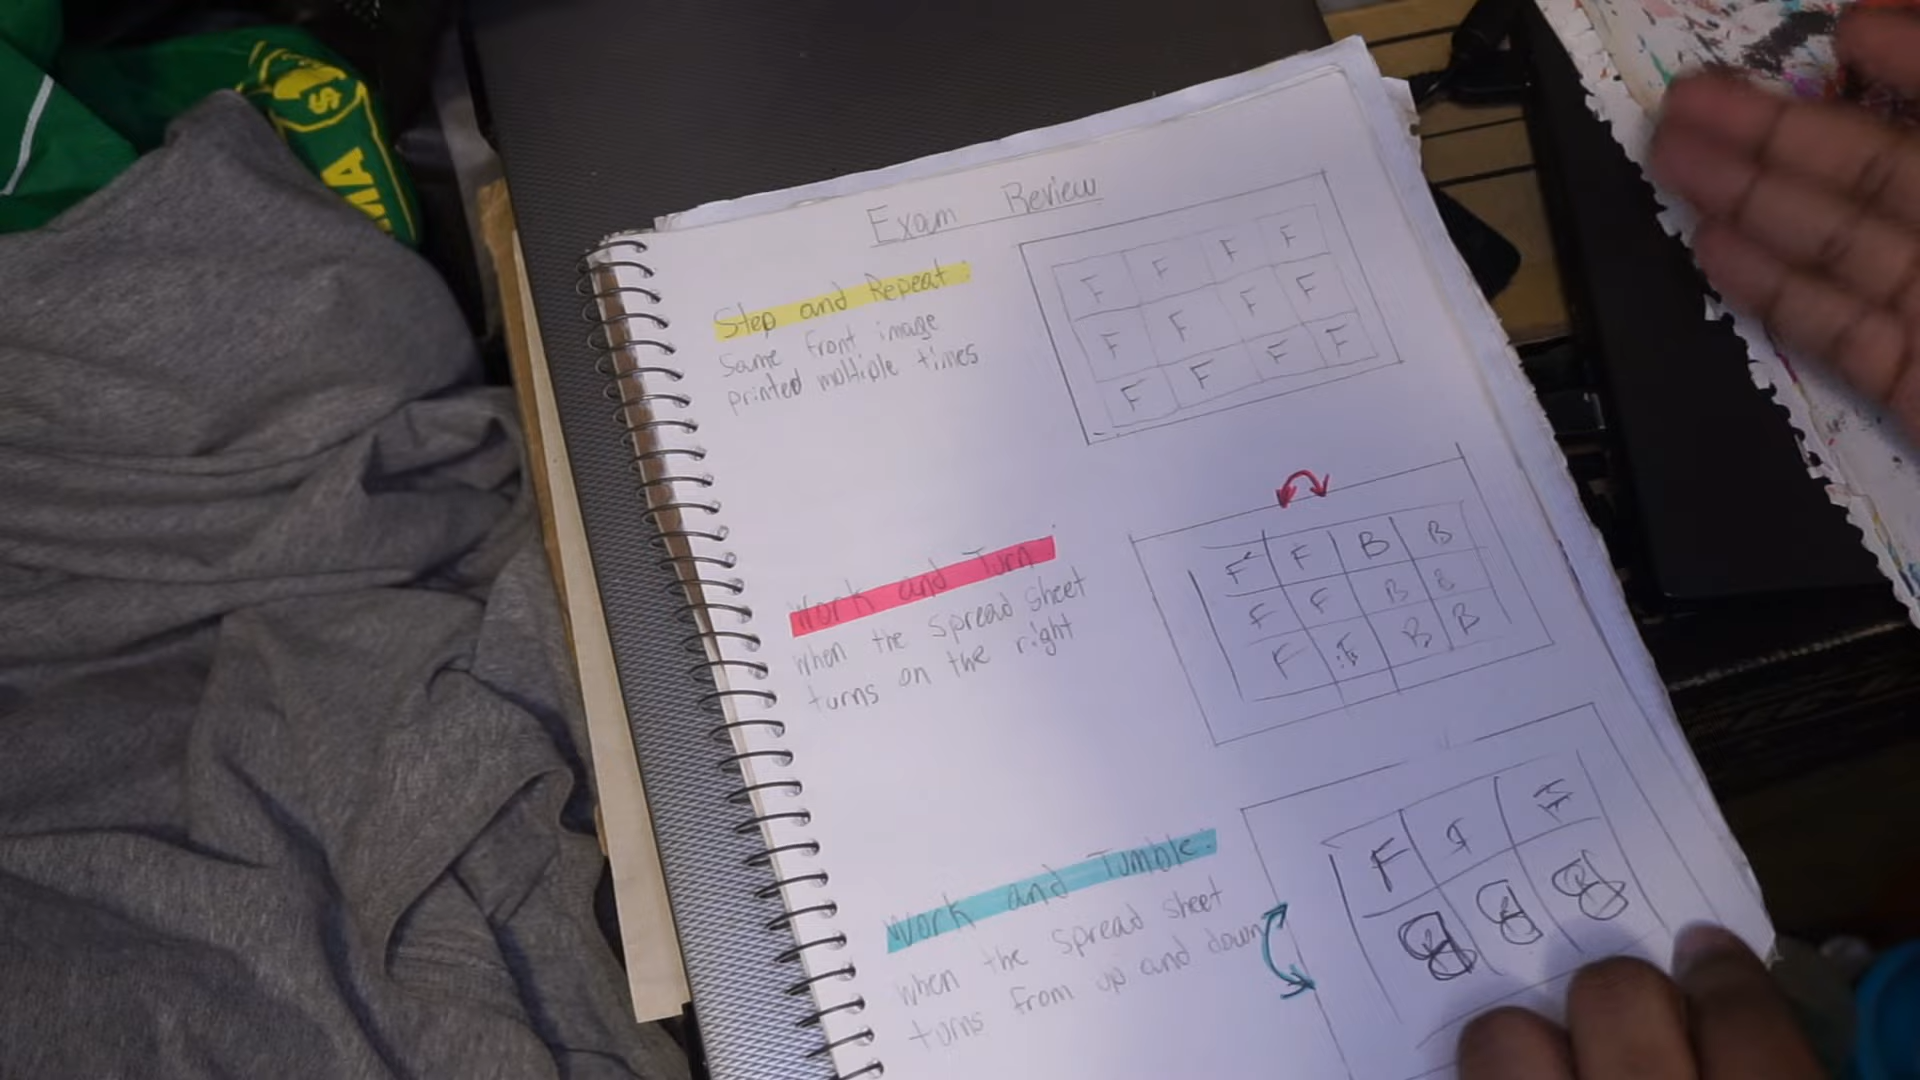 Exam Review
Step and Repeat:
Same front image
printed multiple times
F F F F
F F F F
F F F F
Work and Turn
when the spread sheet
turns on the right
F F B B
F F B B
F F B B
Work and Tumble:
when the spread sheet
turns from up and down
F F F
B B B